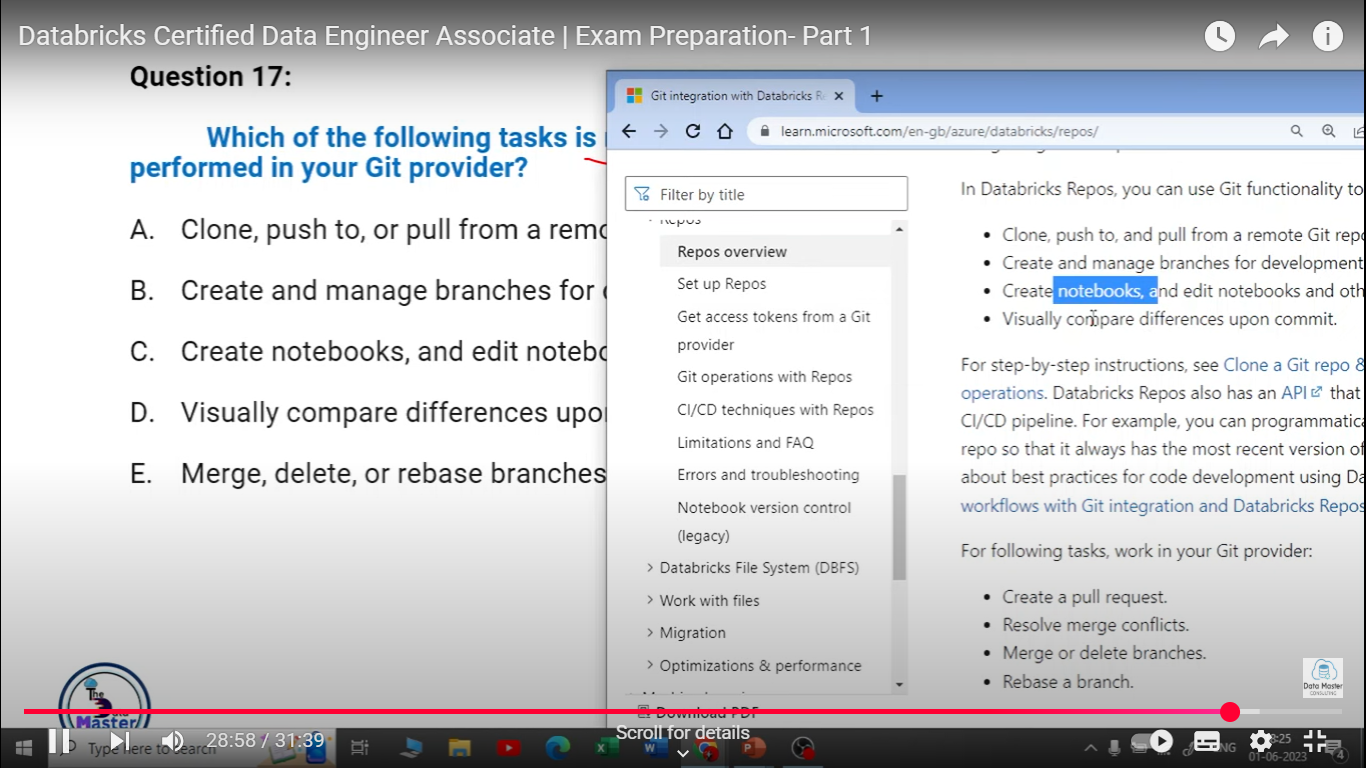 Databricks Certified Data Engineer Associate | Exam Preparation- Part 1
Question 17:
Which of the following tasks is
performed in your Git provider?
A. Clone, push to, or pull from a remo
B. Create and manage branches for
C. Create notebooks, and edit notebo
D. Visually compare differences upo
E. Merge, delete, or rebase branches
Git integration with Databricks Re
learn.microsoft.com/en-gb/azure/databricks/repos/
Filter by title
Repos
Repos overview
Set up Repos
Get access tokens from a Git
provider
Git operations with Repos
CI/CD techniques with Repos
Limitations and FAQ
Errors and troubleshooting
Notebook version control
(legacy)
Databricks File System (DBFS)
Work with files
Migration
Optimizations & performance
Download PDF
In Databricks Repos, you can use Git functionality to
Clone, push to, and pull from a remote Git repo
Create and manage branches for development
Create notebooks, and edit notebooks and oth
Visually compare differences upon commit.
For step-by-step instructions, see Clone a Git repo &
operations. Databricks Repos also has an API that
CI/CD pipeline. For example, you can programmatica
repo so that it always has the most recent version of
about best practices for code development using Da
workflows with Git integration and Databricks Repos
For following tasks, work in your Git provider:
Create a pull request.
Resolve merge conflicts.
Merge or delete branches.
Rebase a branch.
The
Master
Data Master
CONSULTING
Scroll for details
Type here to search
28:58 / 31:39
01-06-2023